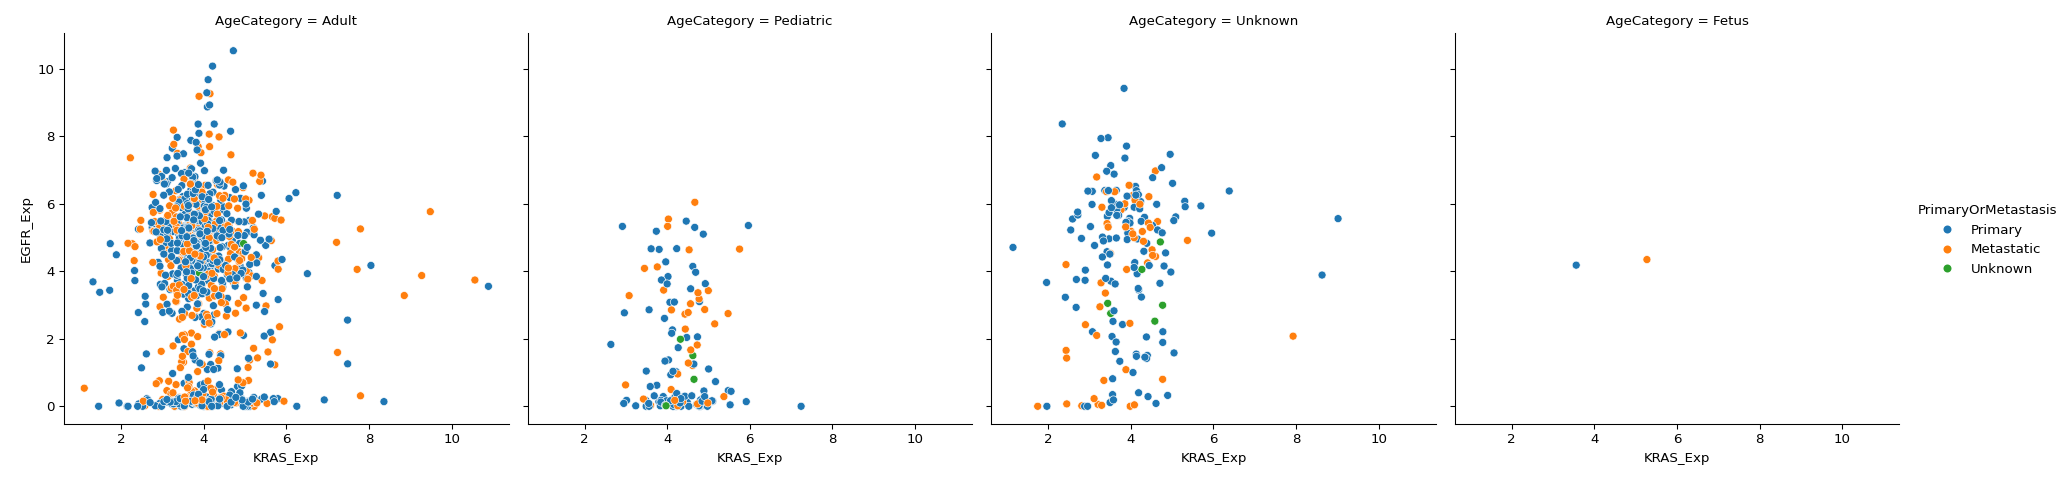 AgeCategory = Adult
AgeCategory = Pediatric
AgeCategory = Unknown
AgeCategory = Fetus
EGFR_Exp
10
8
6
4
2
0
2 4 6 8 10
2 4 6 8 10
2 4 6 8 10
2 4 6 8 10
KRAS_Exp
KRAS_Exp
KRAS_Exp
KRAS_Exp
PrimaryOrMetastasis
Primary
Metastatic
Unknown